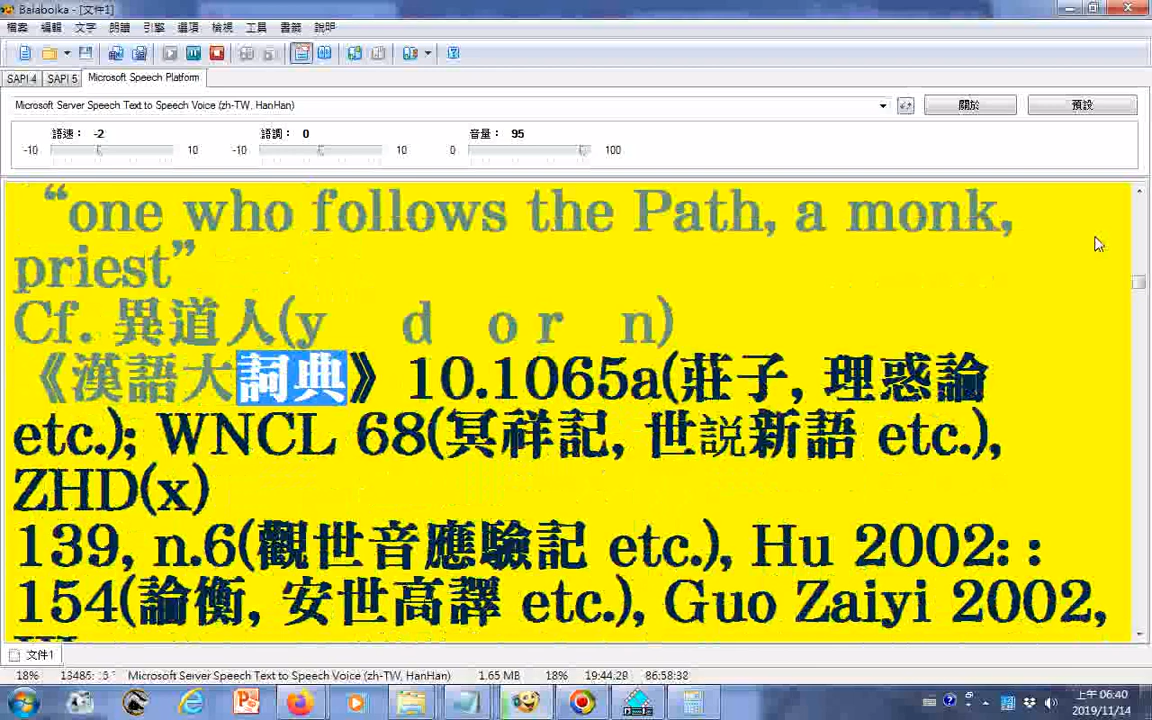 Balabolka - [文件1]
檔案 編輯 文字 朗讀 引擎 選項 檢視 工具 書籤 說明
SAPI 4 SAPI 5 Microsoft Speech Platform
Microsoft Server Speech Text to Speech Voice (zh-TW, HanHan) 關於 預設
語速： -2 語調： 0 音量： 95
-10 10 -10 10 0 100
“one who follows the Path, a monk,
priest”
Cf. 異道人(y d o r n)
《漢語大詞典》 10.1065a(莊子, 理惑論
etc.); WNCL 68(冥祥記, 世説新語 etc.),
ZHD(x)
139, n.6(觀世音應驗記 etc.), Hu 2002: :
154(論衡, 安世高譯 etc.), Guo Zaiyi 2002,
文件1
18% Microsoft Server Speech Text to Speech Voice (zh-TW, HanHan) 1.65 MB 18% 19:44:28 86:58:38
上午 06:40
2019/11/14